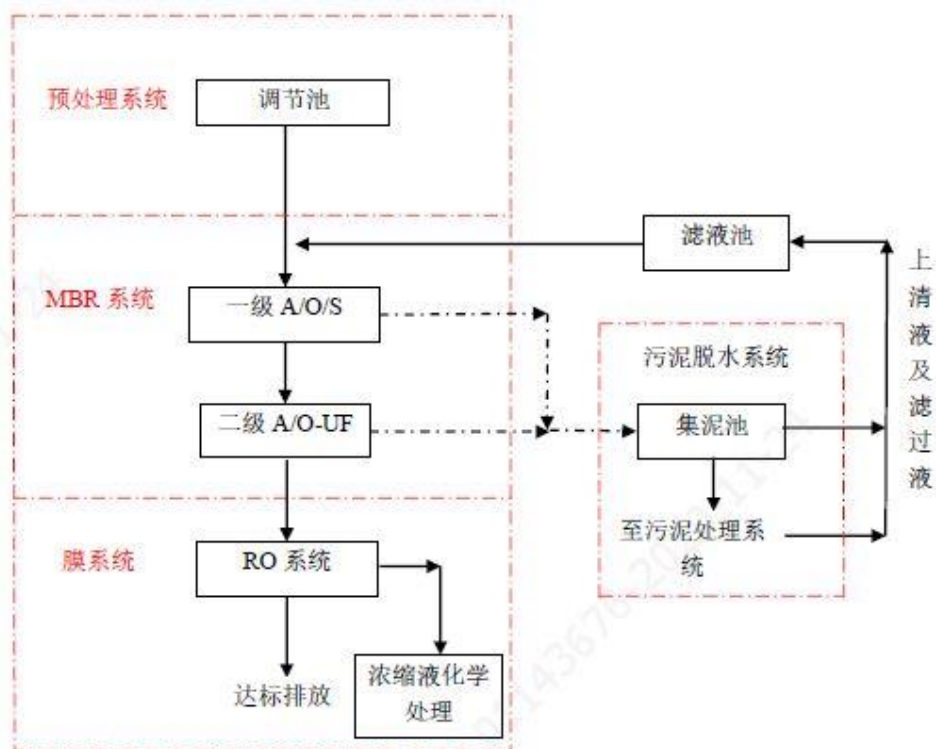 预处理系统
调节池
滤液池
MBR 系统
一级 A/O/S
二级 A/O-UF
污泥脱水系统
集泥池
至污泥处理系
统
上
清
液
及
滤
过
液
膜系统
RO 系统
达标排放
浓缩液化学
处理